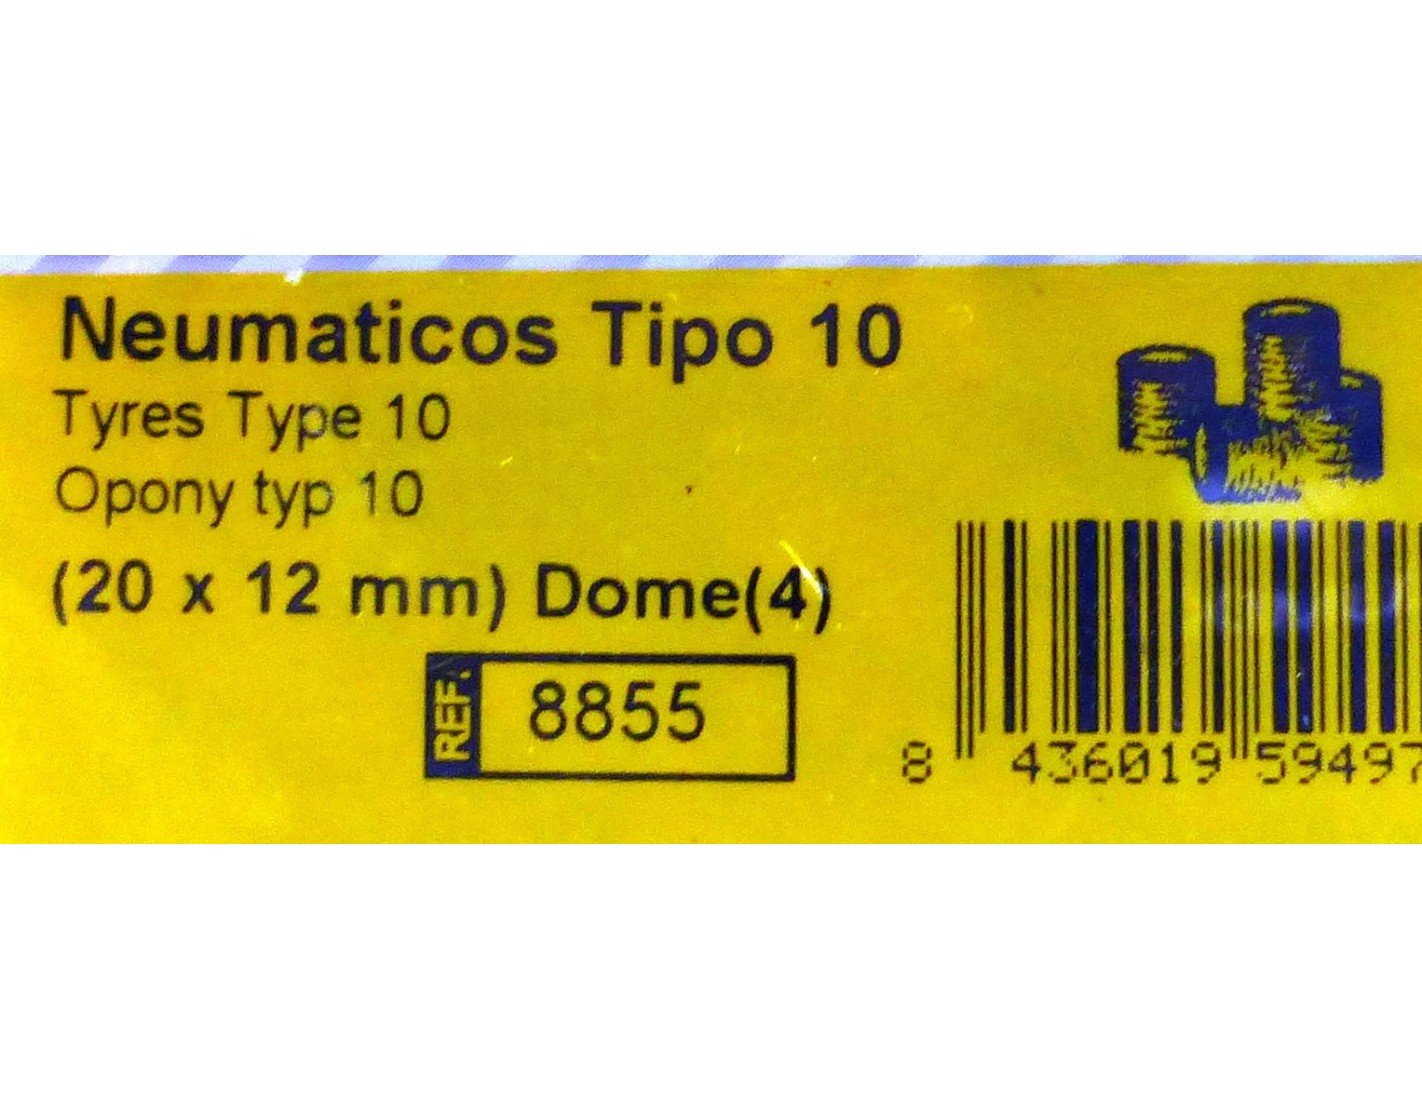 Neumaticos Tipo 10
Tyres Type 10
Opony typ 10
(20 x 12 mm) Dome(4)
REF. 8855
8 436019 59497